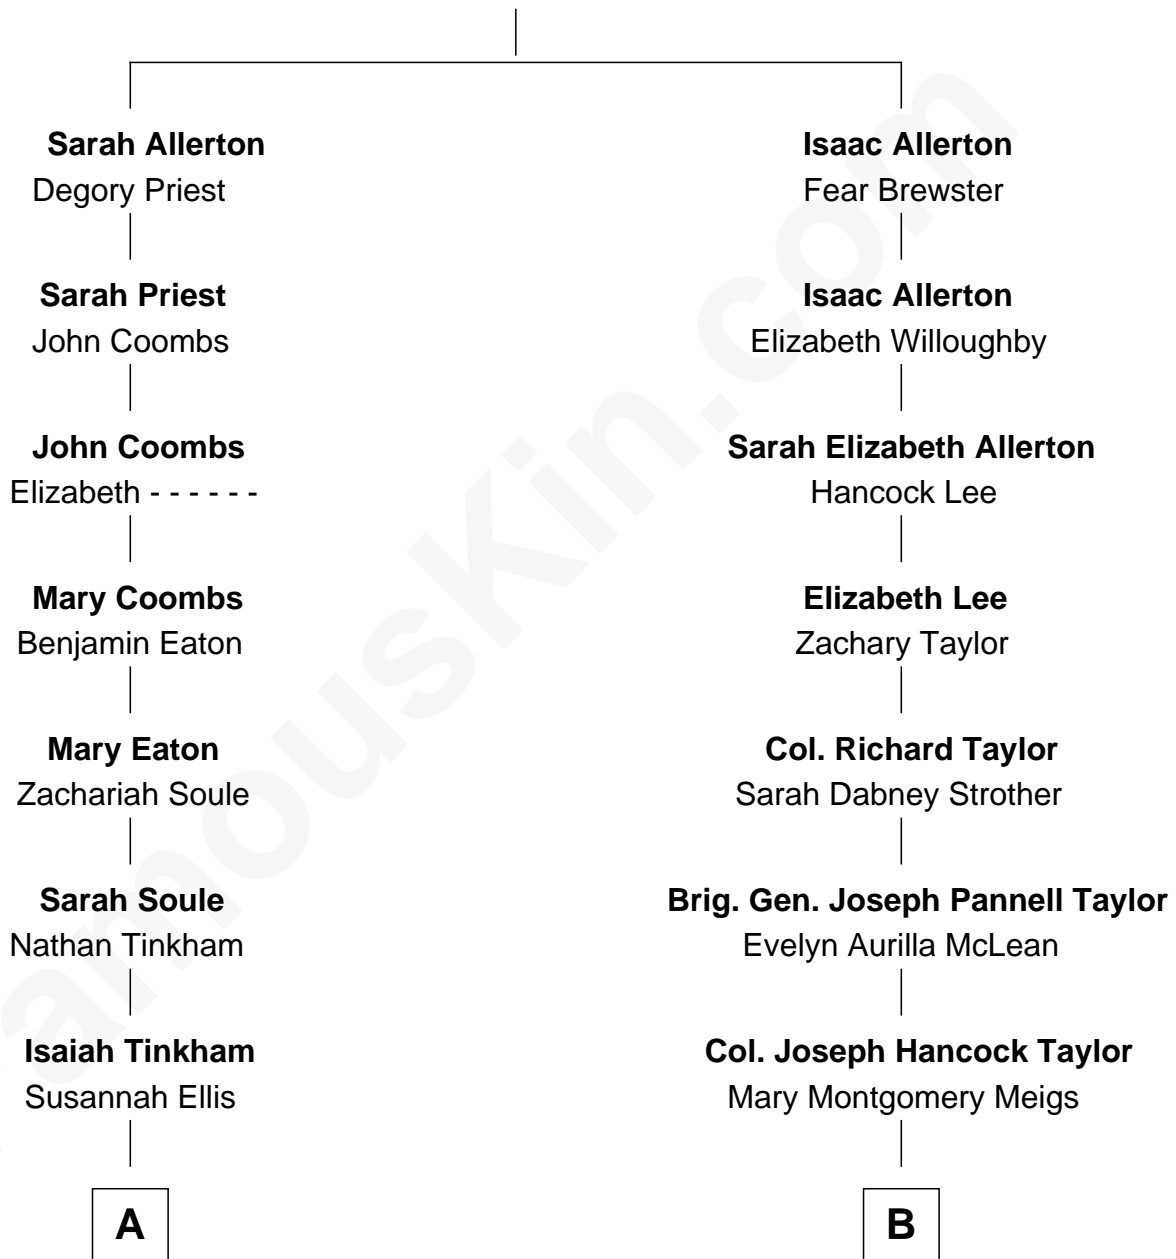 Sarah Allerton
Degory Priest
Sarah Priest
John Coombs
John Coombs
Elizabeth - - - - - -
Mary Coombs
Benjamin Eaton
Mary Eaton
Zachariah Soule
Sarah Soule
Nathan Tinkham
Isaiah Tinkham
Susannah Ellis
A
Isaac Allerton
Fear Brewster
Isaac Allerton
Elizabeth Willoughby
Sarah Elizabeth Allerton
Hancock Lee
Elizabeth Lee
Zachary Taylor
Col. Richard Taylor
Sarah Dabney Strother
Brig. Gen. Joseph Pannell Taylor
Evelyn Aurilla McLean
Col. Joseph Hancock Taylor
Mary Montgomery Meigs
B
amousKin.com